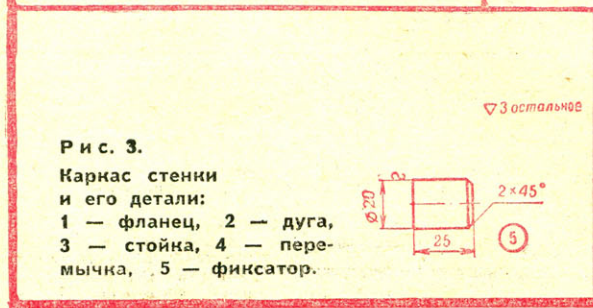 ▽3 остальное
Рис. 3.
Каркас стенки
и его детали:
1 — фланец, 2 — дуга,
3 — стойка, 4 — пере-
мычка, 5 — фиксатор.
∅20
2×45°
25
5